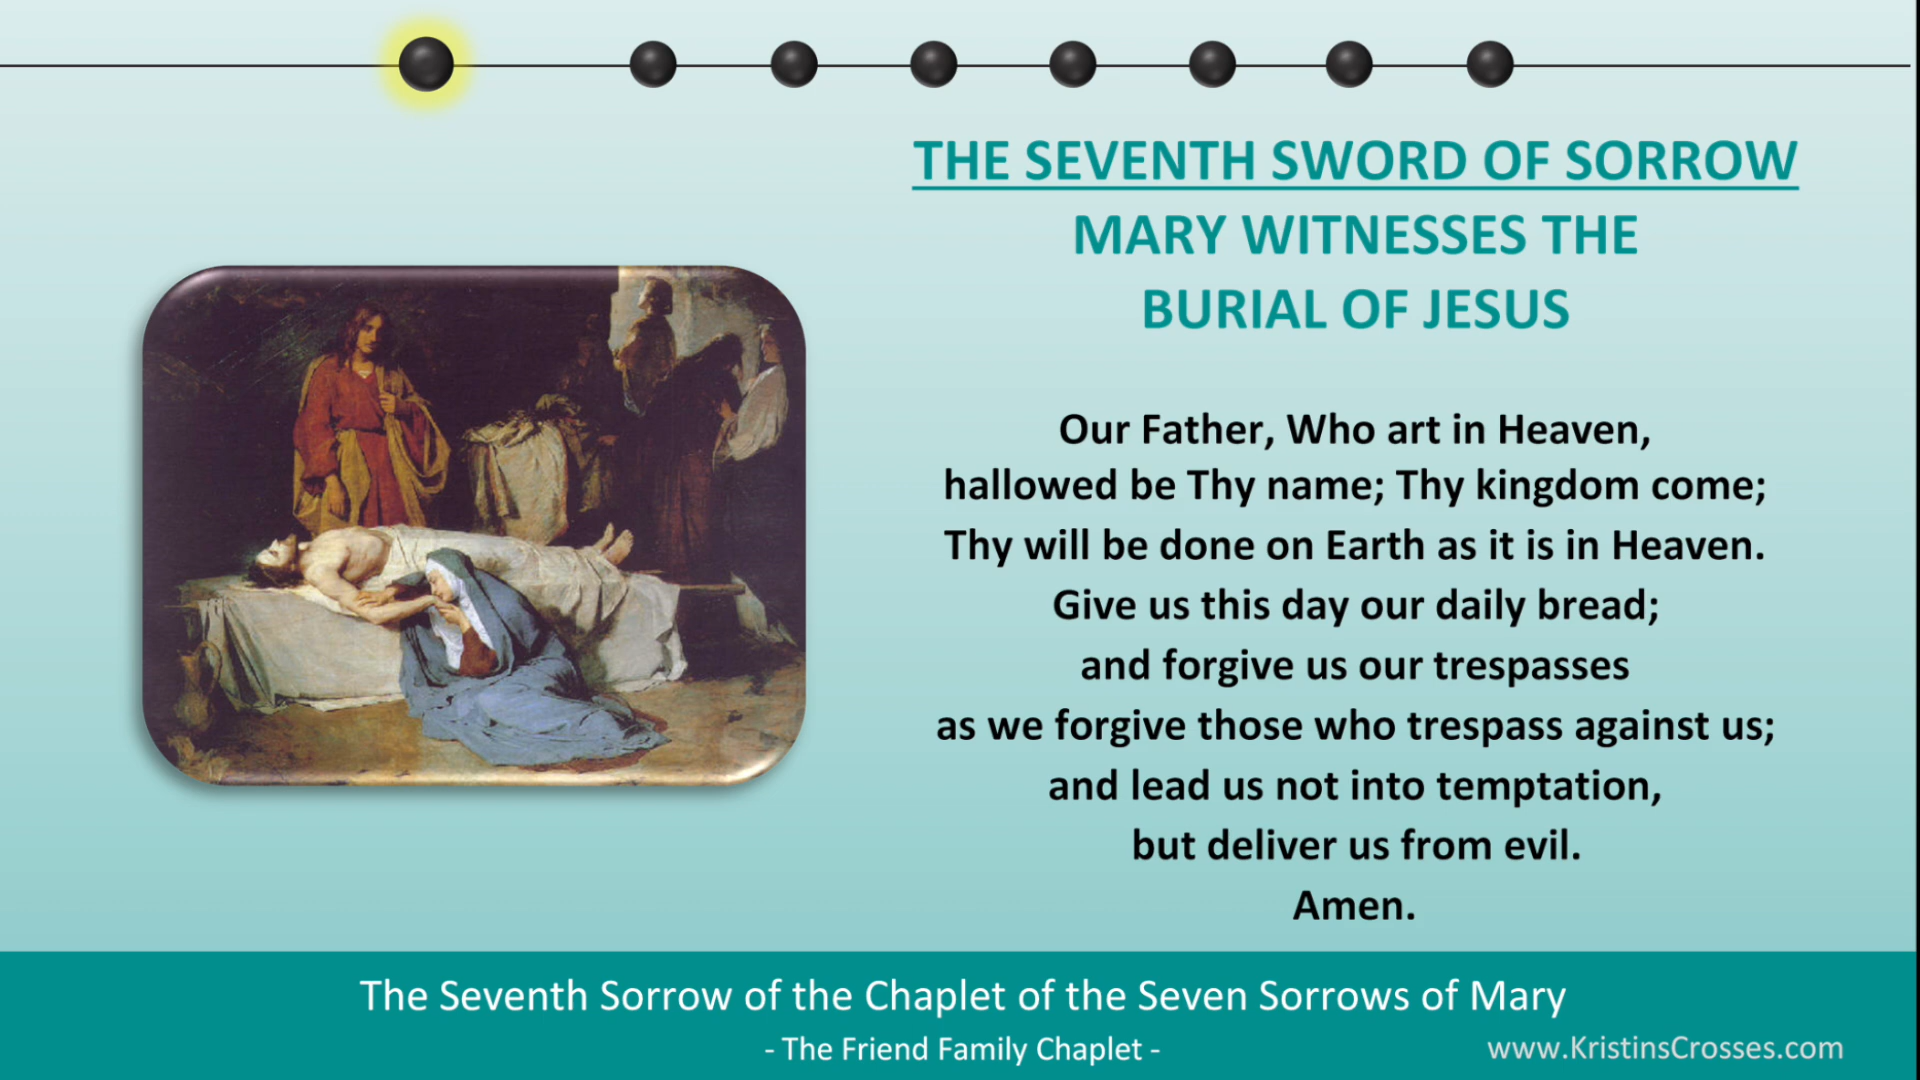 THE SEVENTH SWORD OF SORROW
MARY WITNESSES THE
BURIAL OF JESUS
Our Father, Who art in Heaven,
hallowed be Thy name; Thy kingdom come;
Thy will be done on Earth as it is in Heaven.
Give us this day our daily bread;
and forgive us our trespasses
as we forgive those who trespass against us;
and lead us not into temptation,
but deliver us from evil.
Amen.
The Seventh Sorrow of the Chaplet of the Seven Sorrows of Mary
- The Friend Family Chaplet -
www.KristinsCrosses.com